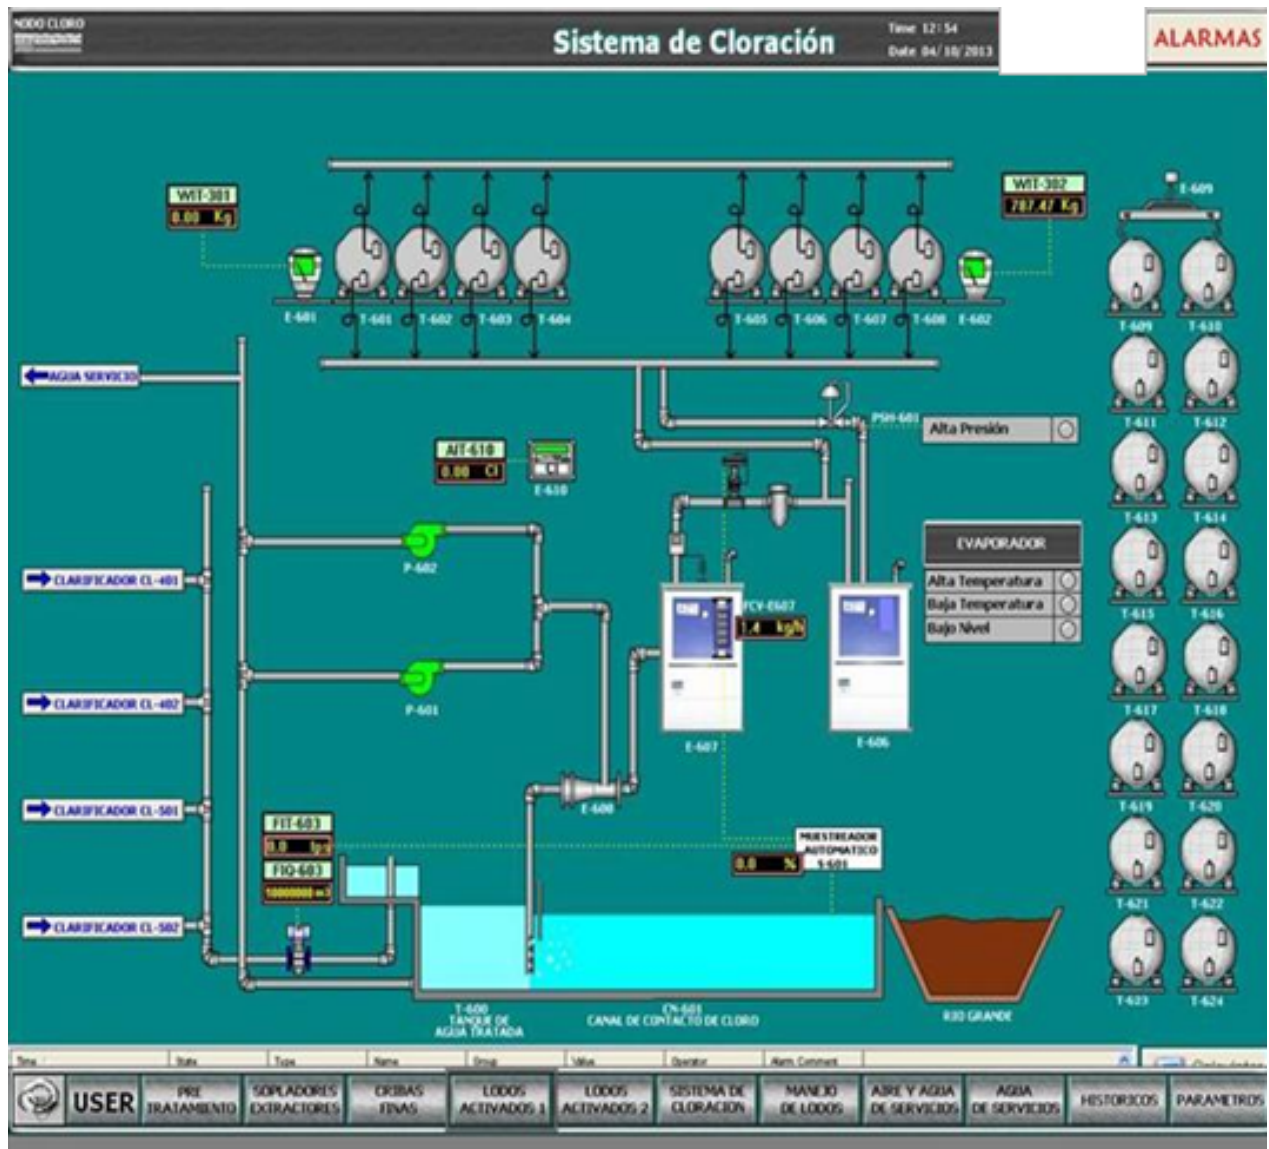 NODO CLORO
Sistema de Cloración
Time 12:54
Date 04/10/2013
ALARMAS
WIT-301
0.00 Kg
WIT-302
787.47 Kg
E-609
E-601
T-601
T-602
T-603
T-604
T-605
T-606
T-607
T-608
E-602
T-609
T-610
AGUA SERVICIO
PSH-601
Alta Presión
T-611
T-612
AIT-610
0.00 Cl
E-610
T-613
T-614
P-602
EVAPORADOR
CLARIFICADOR CL-401
Alta Temperatura
Baja Temperatura
Bajo Nivel
FCV-E607
1.4 kg/h
T-615
T-616
CLARIFICADOR CL-402
P-601
T-617
T-618
E-607
E-606
CLARIFICADOR CL-501
E-608
T-619
T-620
FIT-603
0.0 lps
FIQ-603
10000000 m3
MUESTREADOR
AUTOMATICO
S-601
0.0 %
T-621
T-622
CLARIFICADOR CL-502
T-600
TANQUE DE
AGUA TRATADA
CN-601
CANAL DE CONTACTO DE CLORO
RIO GRANDE
T-623
T-624
Time State Type Name Group Value Operator Alarm Comment
USER
PRE
TRATAMIENTO
SOPLADORES
EXTRACTORES
CRIBAS
FINAS
LODOS
ACTIVADOS 1
LODOS
ACTIVADOS 2
SISTEMA DE
CLORACION
MANEJO
DE LODOS
AIRE Y AGUA
DE SERVICIOS
AGUA
DE SERVICIOS
HISTORICOS
PARAMETROS